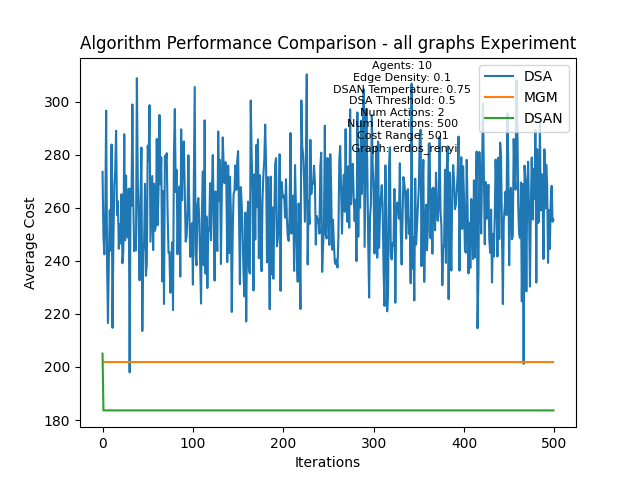 Algorithm Performance Comparison - all graphs Experiment
Agents: 10
Edge Density: 0.1
DSAN Temperature: 0.75
DSA Threshold: 0.5
Num Actions: 2
Num Iterations: 500
Cost Range: 501
Graph: erdos_renyi
DSA
MGM
DSAN
Average Cost
300
280
260
240
220
200
180
0
100
200
300
400
500
Iterations